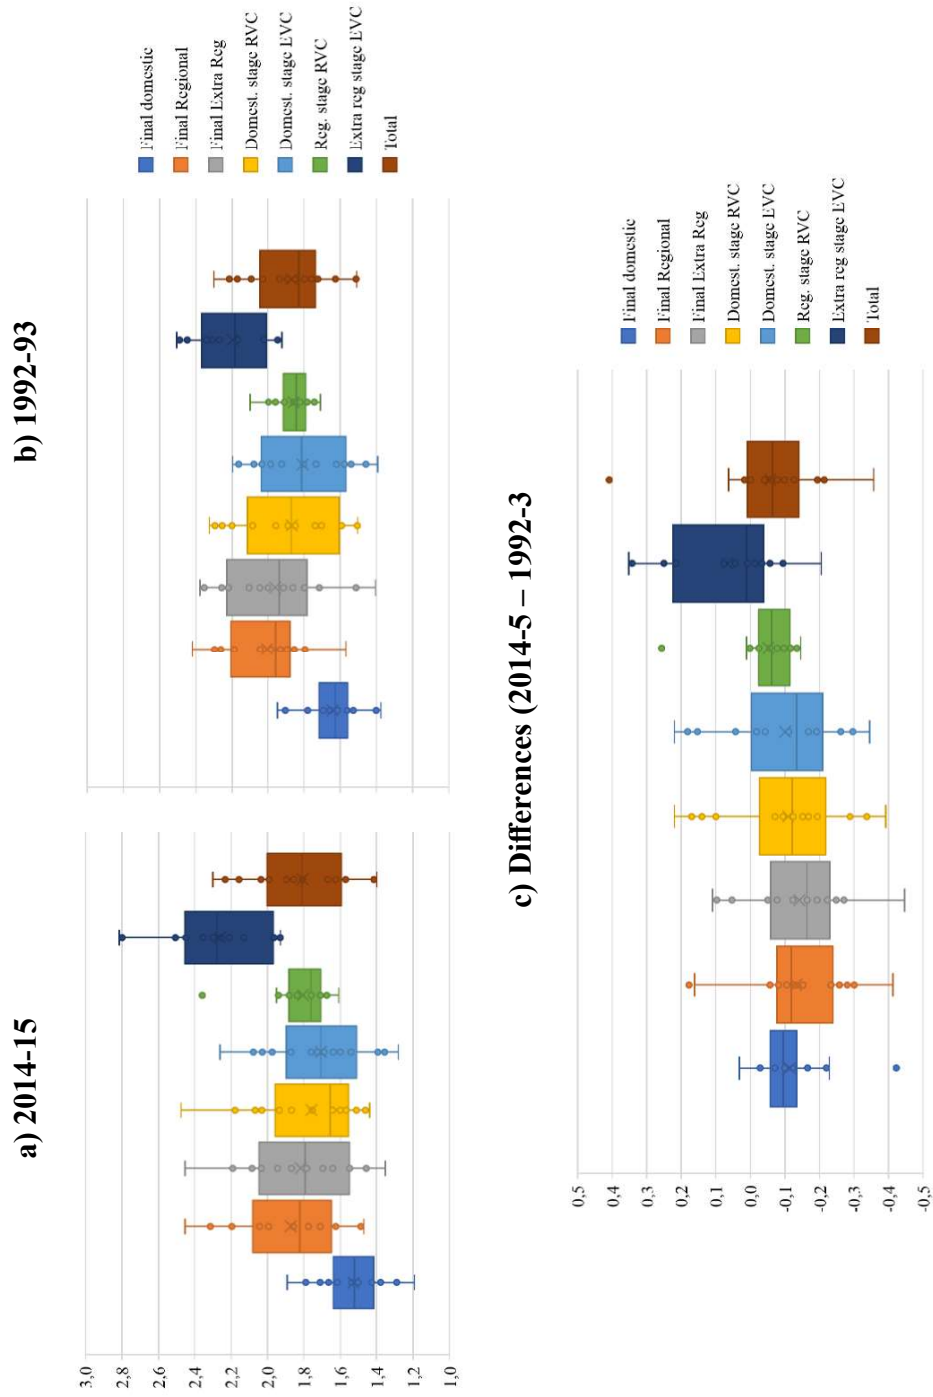 a) 2014-15
3,0
2,8
2,6
2,4
2,2
2,0
1,8
1,6
1,4
1,2
1,0
b) 1992-93
Final domestic
Final Regional
Final Extra Reg
Domest. stage RVC
Domest. stage EVC
Reg. stage RVC
Extra reg stage EVC
Total
c) Differences (2014-5 – 1992-3
0,5
0,4
0,3
0,2
0,1
0,0
-0,1
-0,2
-0,3
-0,4
-0,5
Final domestic
Final Regional
Final Extra Reg
Domest. stage RVC
Domest. stage EVC
Reg. stage RVC
Extra reg stage EVC
Total